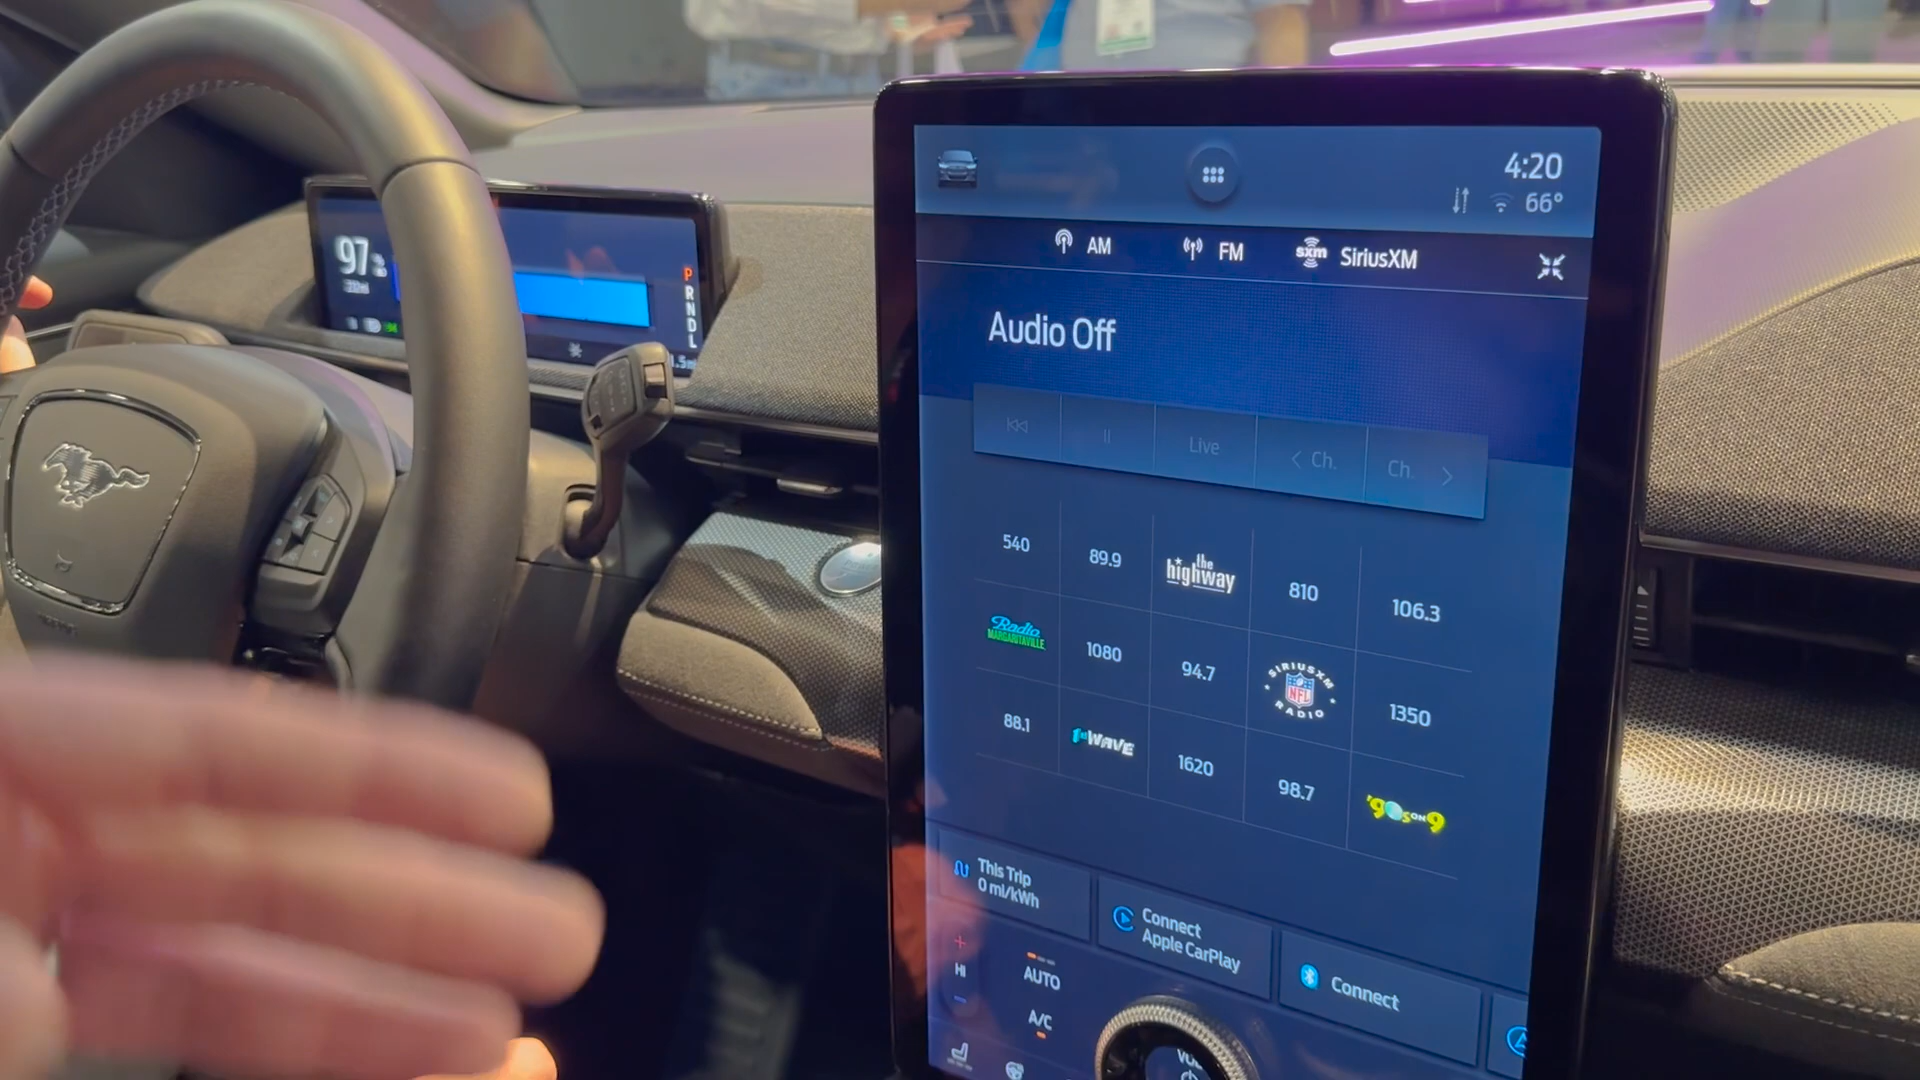 4:20
66°
AM
FM
sxm
SiriusXM
Audio Off
Live
Ch.
Ch.
540
89.9
the highway
810
106.3
Radio
MARGARITAVILLE
1080
94.7
SIRIUSXM
NFL
RADIO
1350
88.1
1st WAVE
1620
98.7
'90s ON 9
This Trip
0 mi/kWh
Connect
Apple CarPlay
Connect
HI
AUTO
A/C
97
P
R
N
D
L